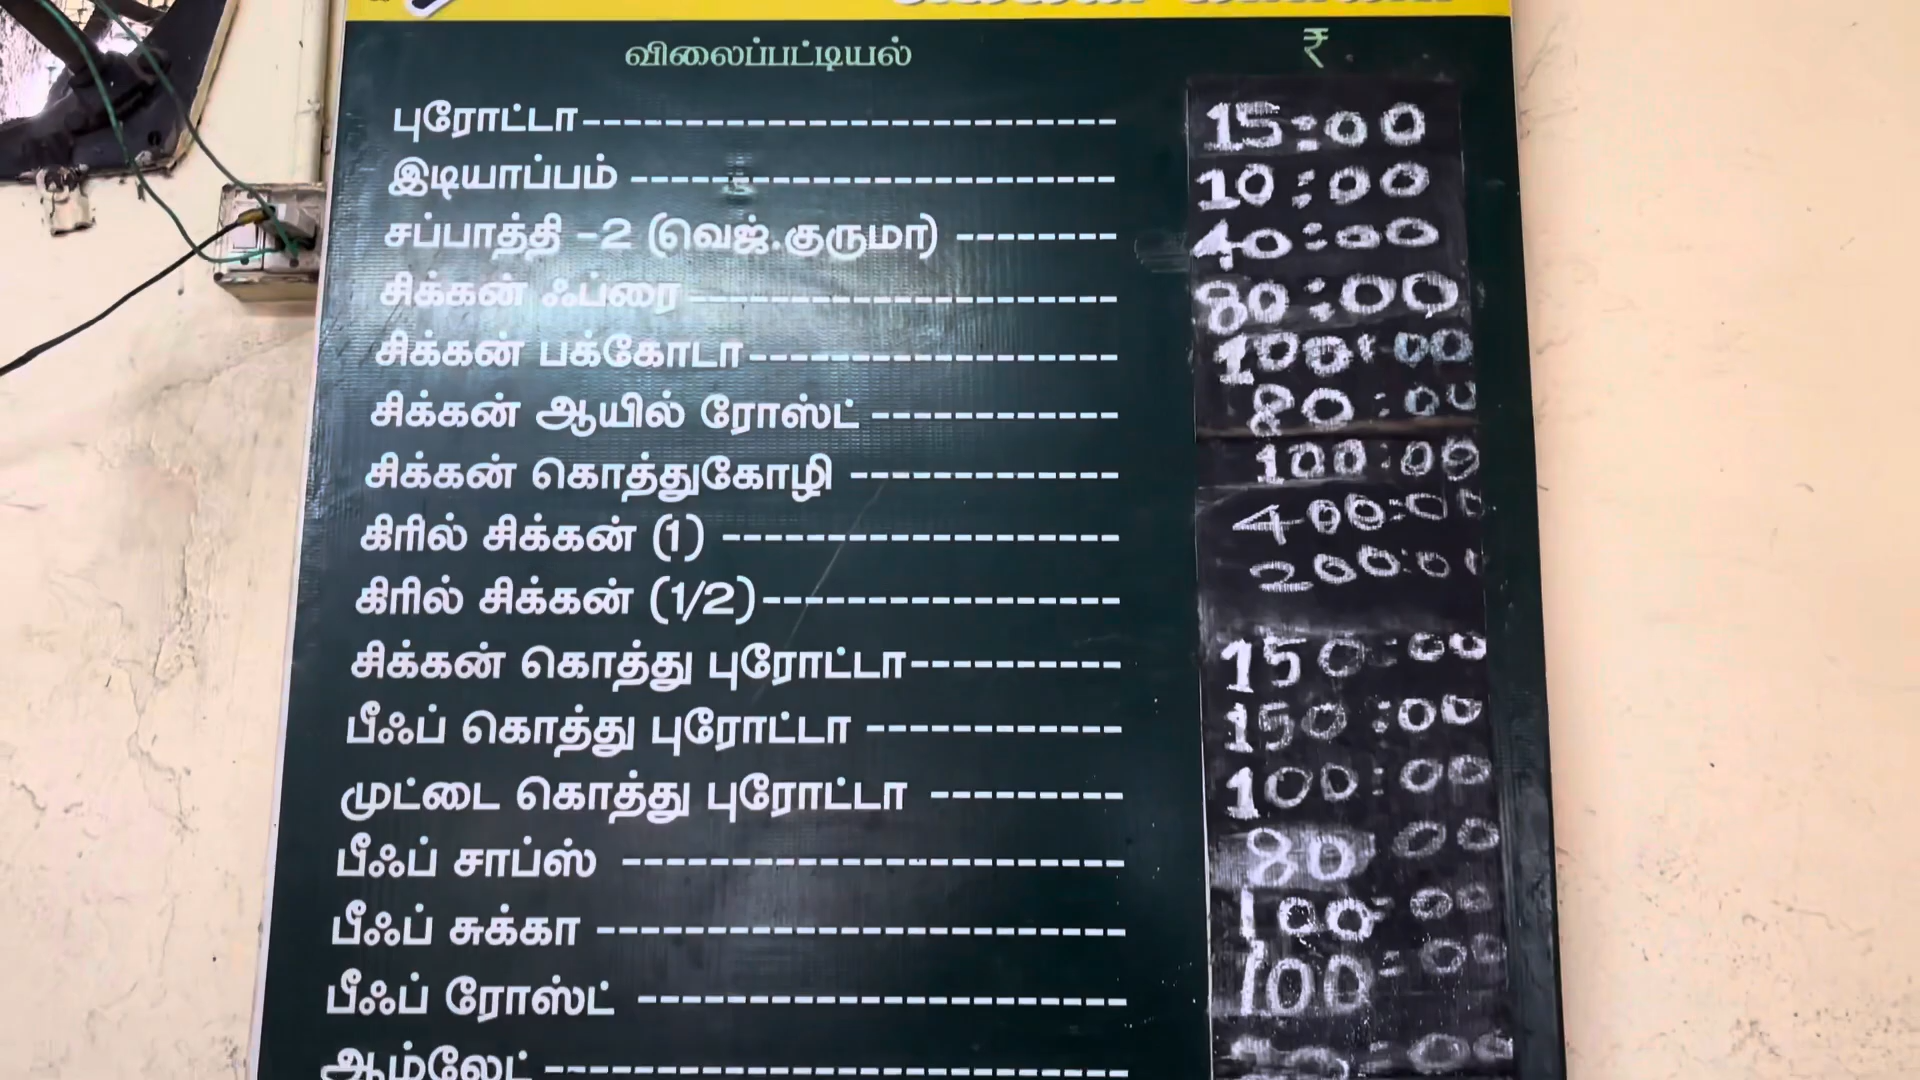 விலைப்பட்டியல் ₹
புரோட்டா------------------------- 15:00
இடியாப்பம் ----------------------- 10:00
சப்பாத்தி -2 (வெஜ்.குருமா) -------- 40:00
சிக்கன் ஃப்ரை--------------------- 80:00
சிக்கன் பக்கோடா------------------ 100:00
சிக்கன் ஆயில் ரோஸ்ட் ------------ 80:00
சிக்கன் கொத்துகோழி ------------- 100:00
கிரில் சிக்கன் (1) ------------------- 400:00
கிரில் சிக்கன் (1/2)----------------- 200:00
சிக்கன் கொத்து புரோட்டா---------- 150:00
பீஃப் கொத்து புரோட்டா ------------ 150:00
முட்டை கொத்து புரோட்டா --------- 100:00
பீஃப் சாப்ஸ் ----------------------- 80 00
பீஃப் சுக்கா ------------------------ 100:00
பீஃப் ரோஸ்ட் ---------------------- 100:00
ஆம்லேட் --------------------------